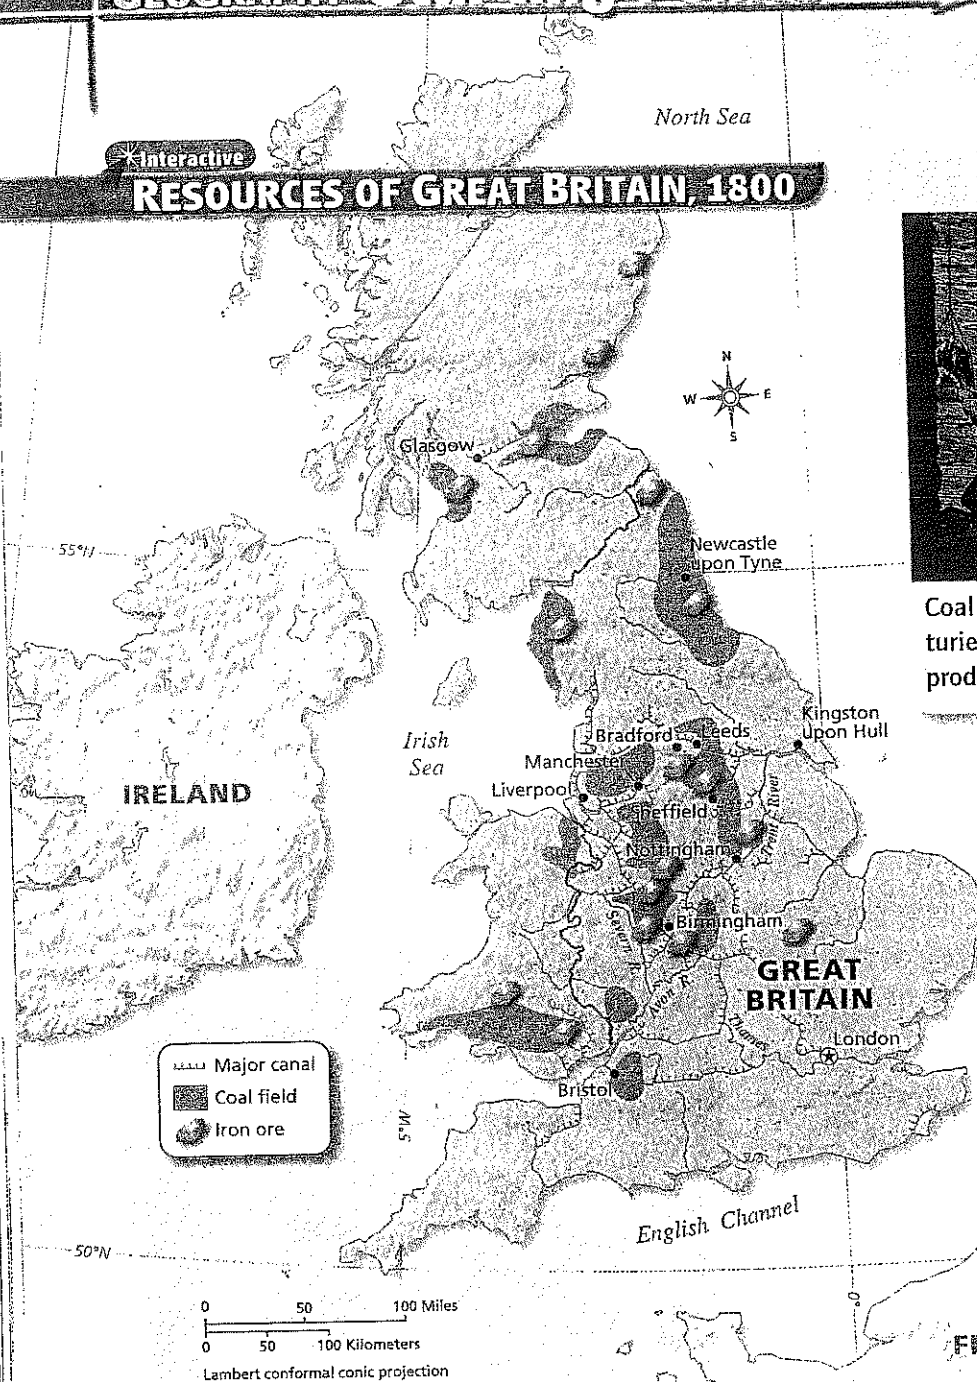 North Sea
Interactive
RESOURCES OF GREAT BRITAIN, 1800
N
W
E
S
Glasgow
55°N
Newcastle
upon Tyne
Coal
turie
prod
Kingston
upon Hull
Bradford
Leeds
Irish
Sea
Manchester
Liverpool
IRELAND
Sheffield
Trent River
Nottingham
Severn R.
Birmingham
GREAT
BRITAIN
Avon R.
Thames
London
Major canal
Coal field
Iron ore
Bristol
5°W
English Channel
50°N
0°
0 50 100 Miles
0 50 100 Kilometers
Lambert conformal conic projection